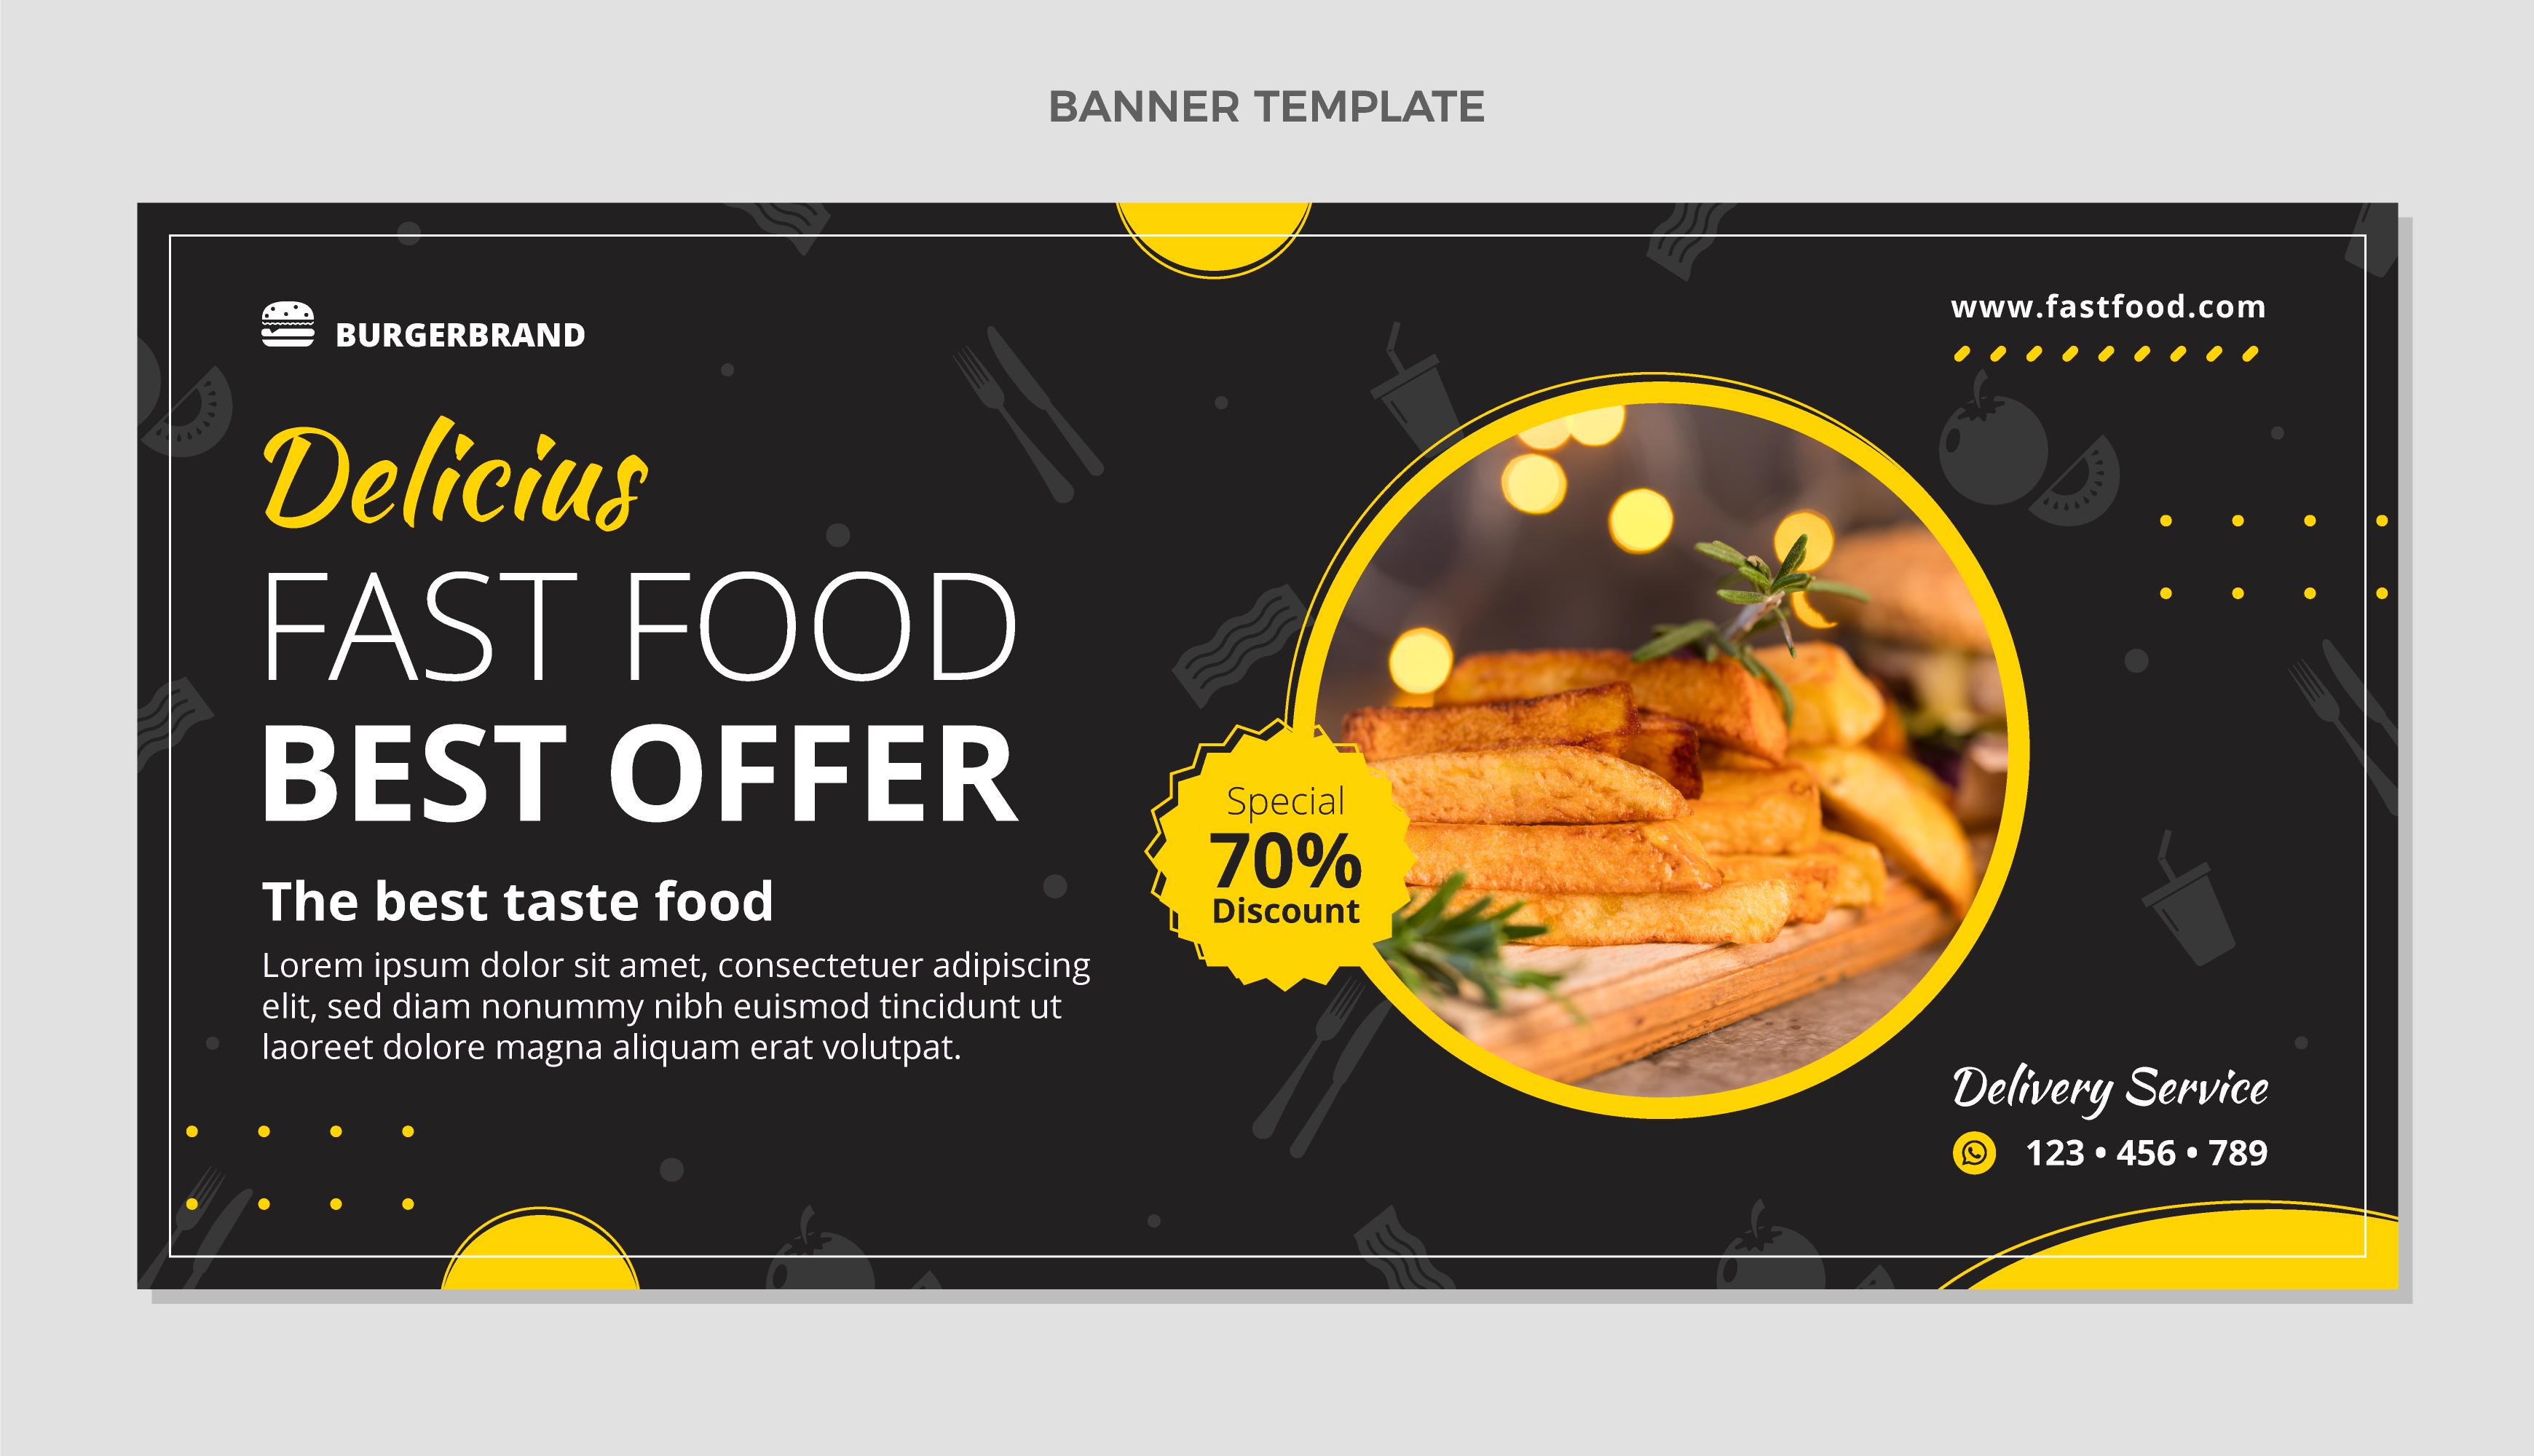 BANNER TEMPLATE
BURGERBRAND
www.fastfood.com
Delicius
FAST FOOD
BEST OFFER
The best taste food
Lorem ipsum dolor sit amet, consectetuer adipiscing
elit, sed diam nonummy nibh euismod tincidunt ut
laoreet dolore magna aliquam erat volutpat.
Special
70%
Discount
Delivery Service
123 • 456 • 789